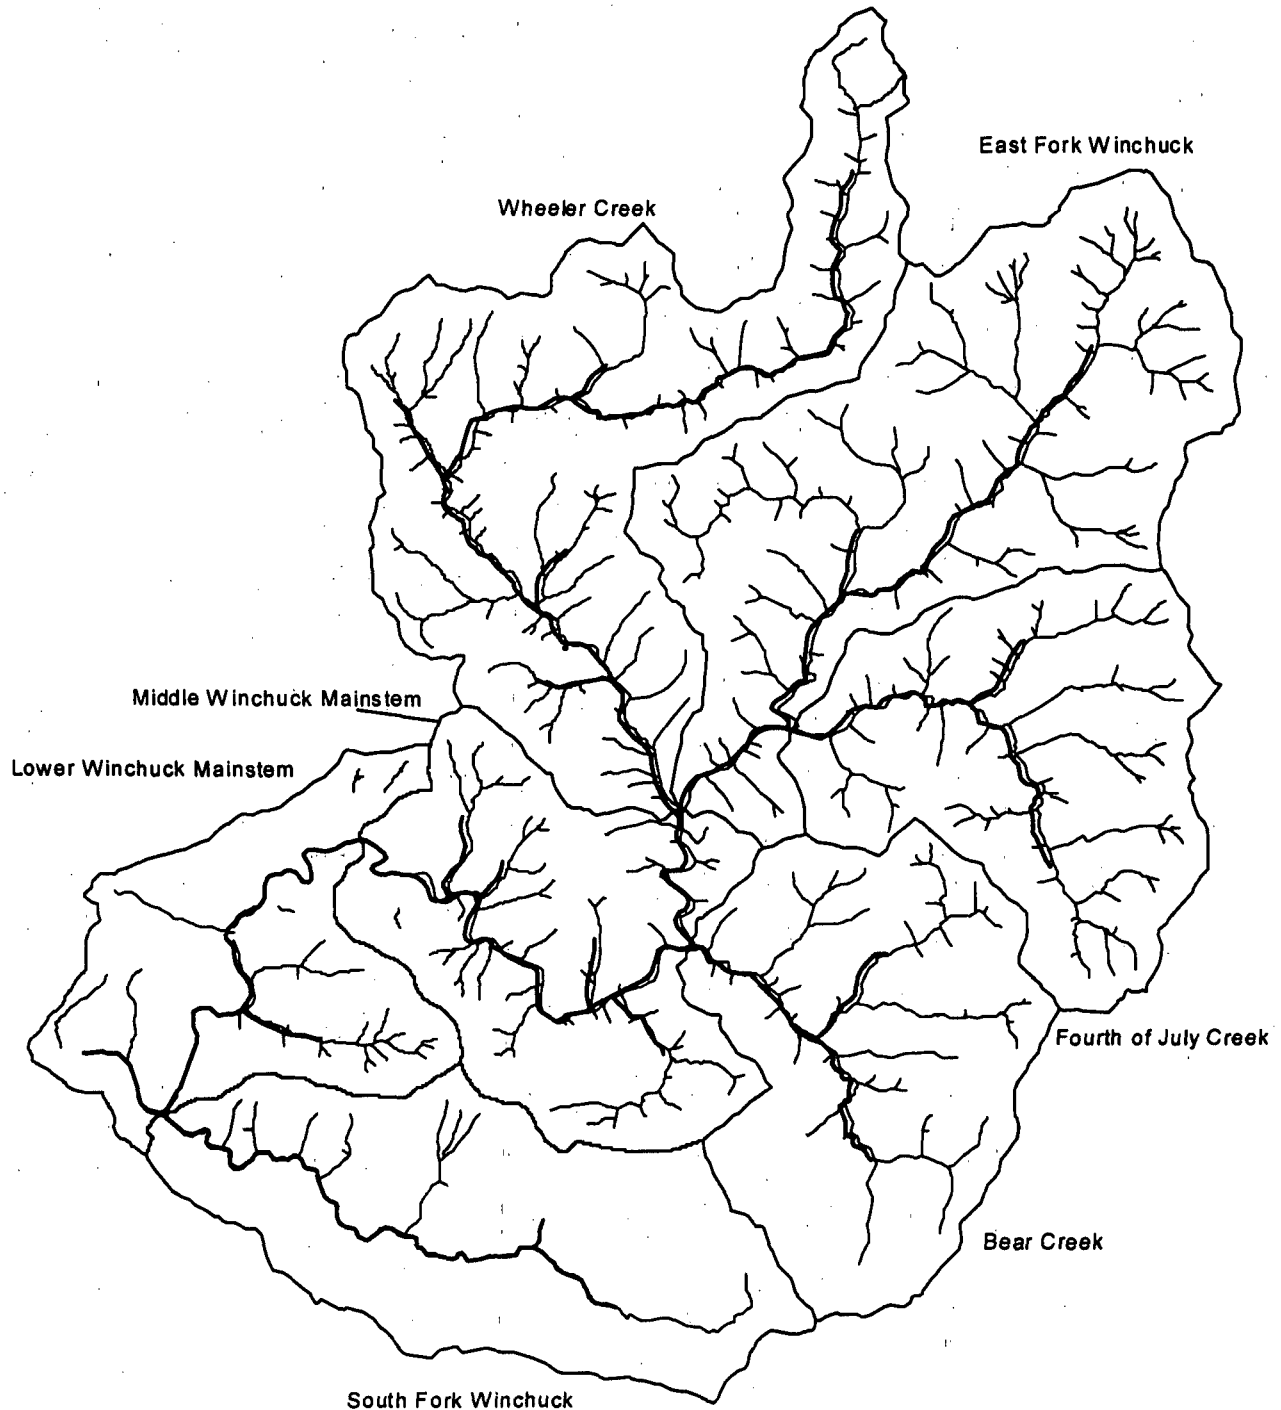 East Fork Winchuck
Wheeler Creek
Middle Winchuck Mainstem
Lower Winchuck Mainstem
Fourth of July Creek
Bear Creek
South Fork Winchuck